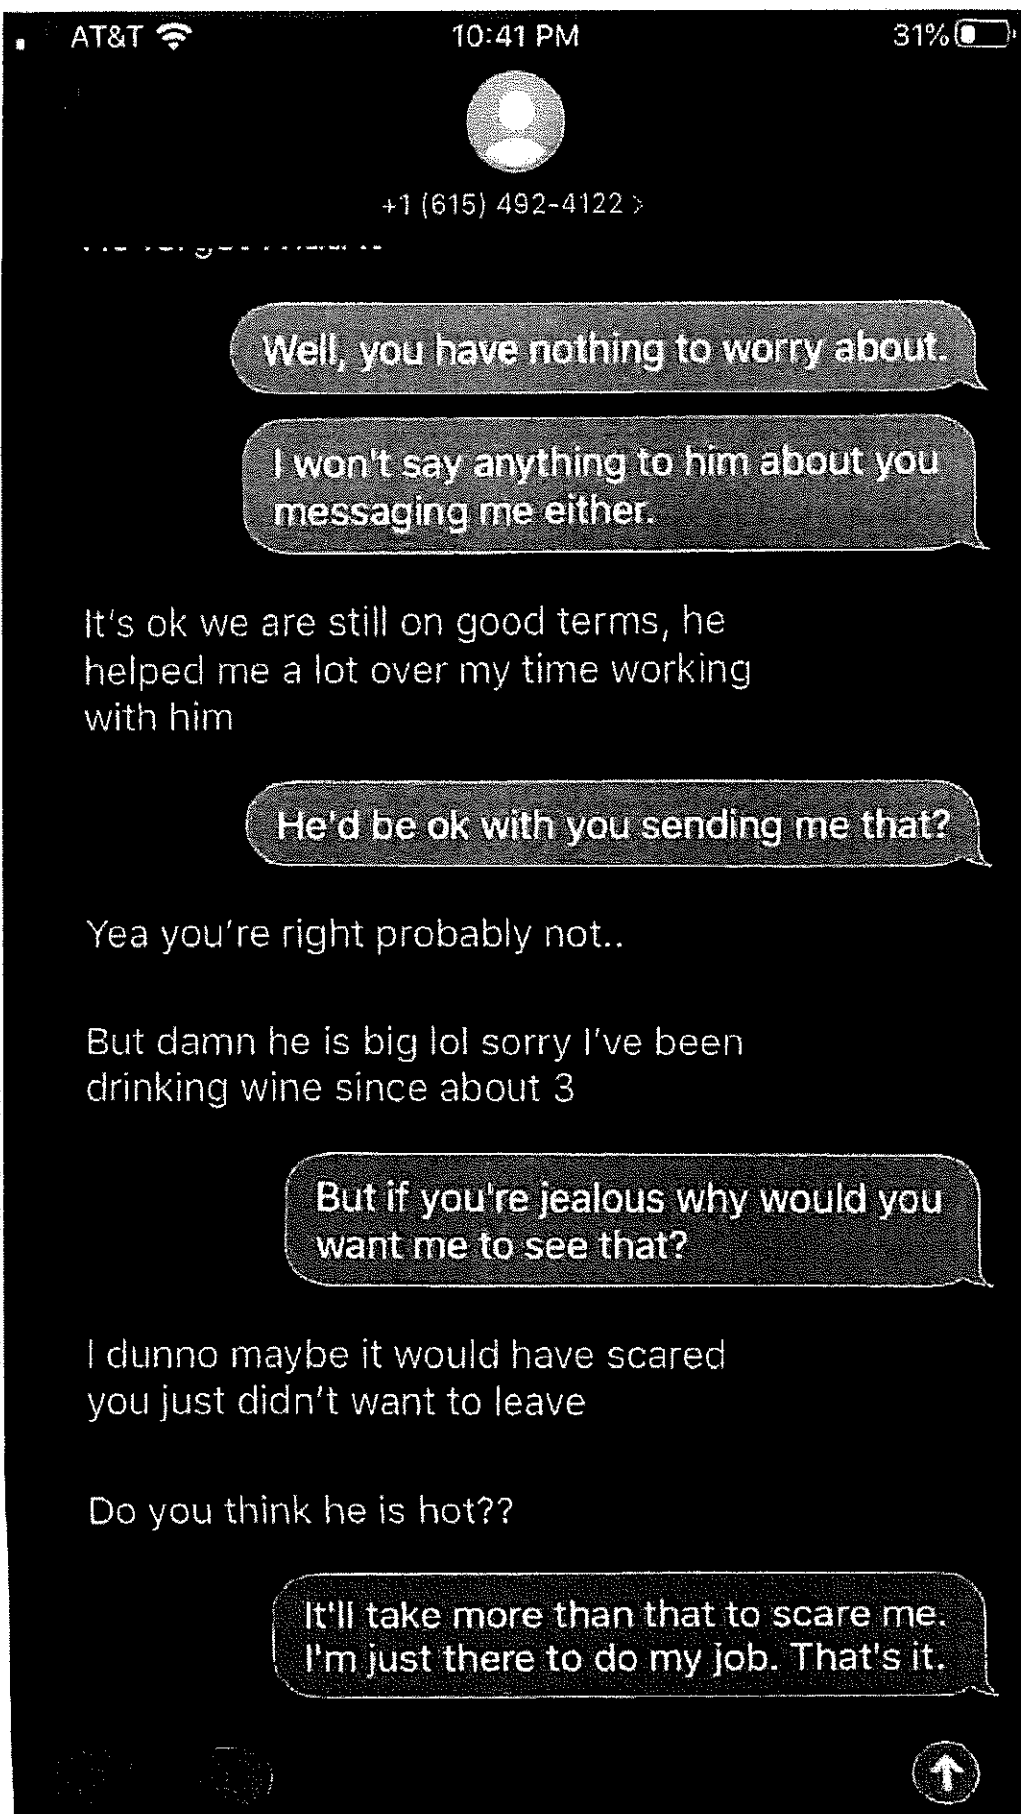 AT&T 10:41 PM 31%
+1 (615) 492-4122 >
Well, you have nothing to worry about.
I won't say anything to him about you
messaging me either.
It's ok we are still on good terms, he
helped me a lot over my time working
with him
He'd be ok with you sending me that?
Yea you're right probably not..
But damn he is big lol sorry I've been
drinking wine since about 3
But if you're jealous why would you
want me to see that?
I dunno maybe it would have scared
you just didn't want to leave
Do you think he is hot??
It'll take more than that to scare me.
I'm just there to do my job. That's it.